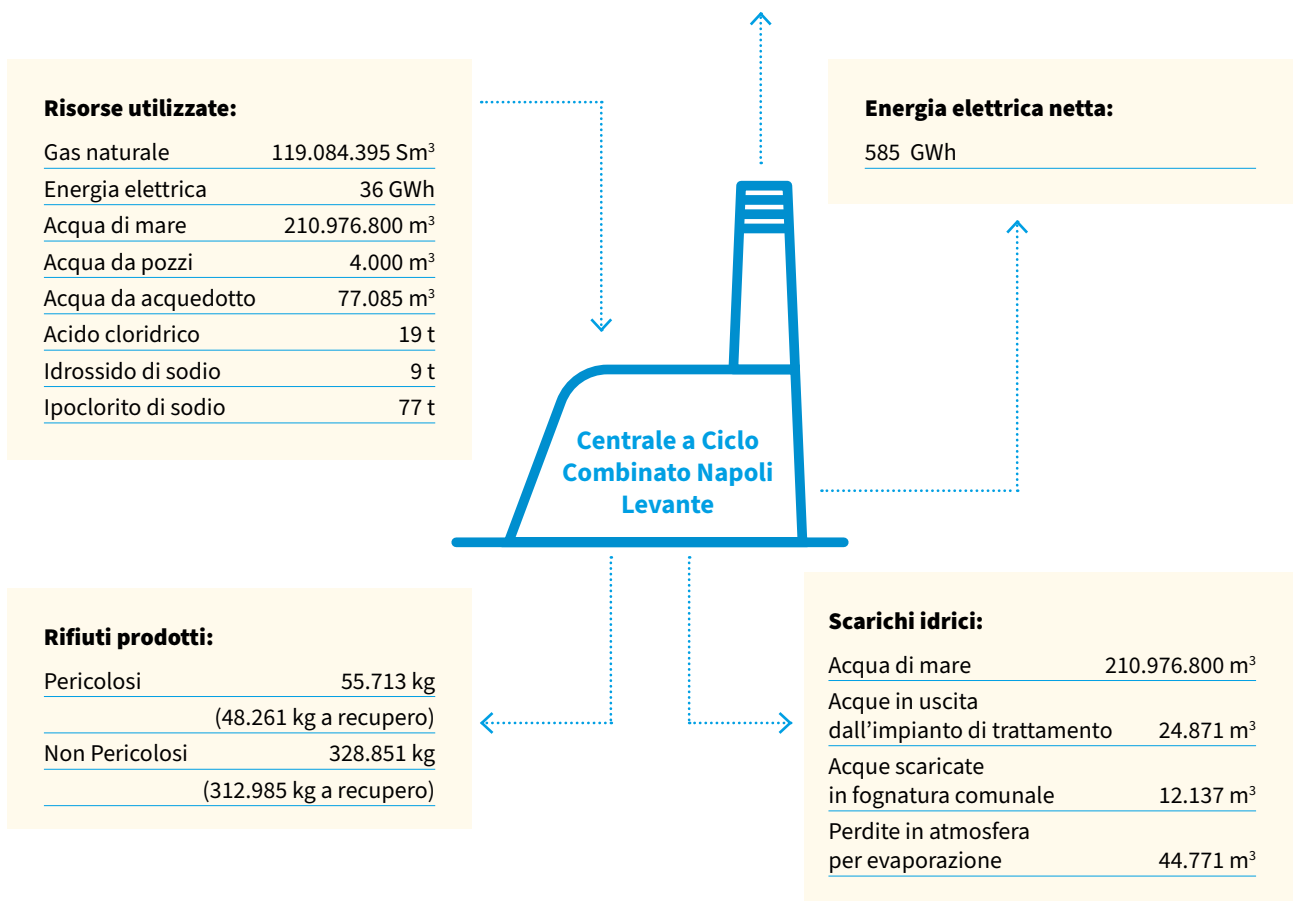 Risorse utilizzate:
Gas naturale 119.084.395 Sm³
Energia elettrica 36 GWh
Acqua di mare 210.976.800 m³
Acqua da pozzi 4.000 m³
Acqua da acquedotto 77.085 m³
Acido cloridrico 19 t
Idrossido di sodio 9 t
Ipoclorito di sodio 77 t
Energia elettrica netta:
585 GWh
Centrale a Ciclo
Combinato Napoli
Levante
Rifiuti prodotti:
Pericolosi 55.713 kg
(48.261 kg a recupero)
Non Pericolosi 328.851 kg
(312.985 kg a recupero)
Scarichi idrici:
Acqua di mare 210.976.800 m³
Acque in uscita
dall’impianto di trattamento 24.871 m³
Acque scaricate
in fognatura comunale 12.137 m³
Perdite in atmosfera
per evaporazione 44.771 m³